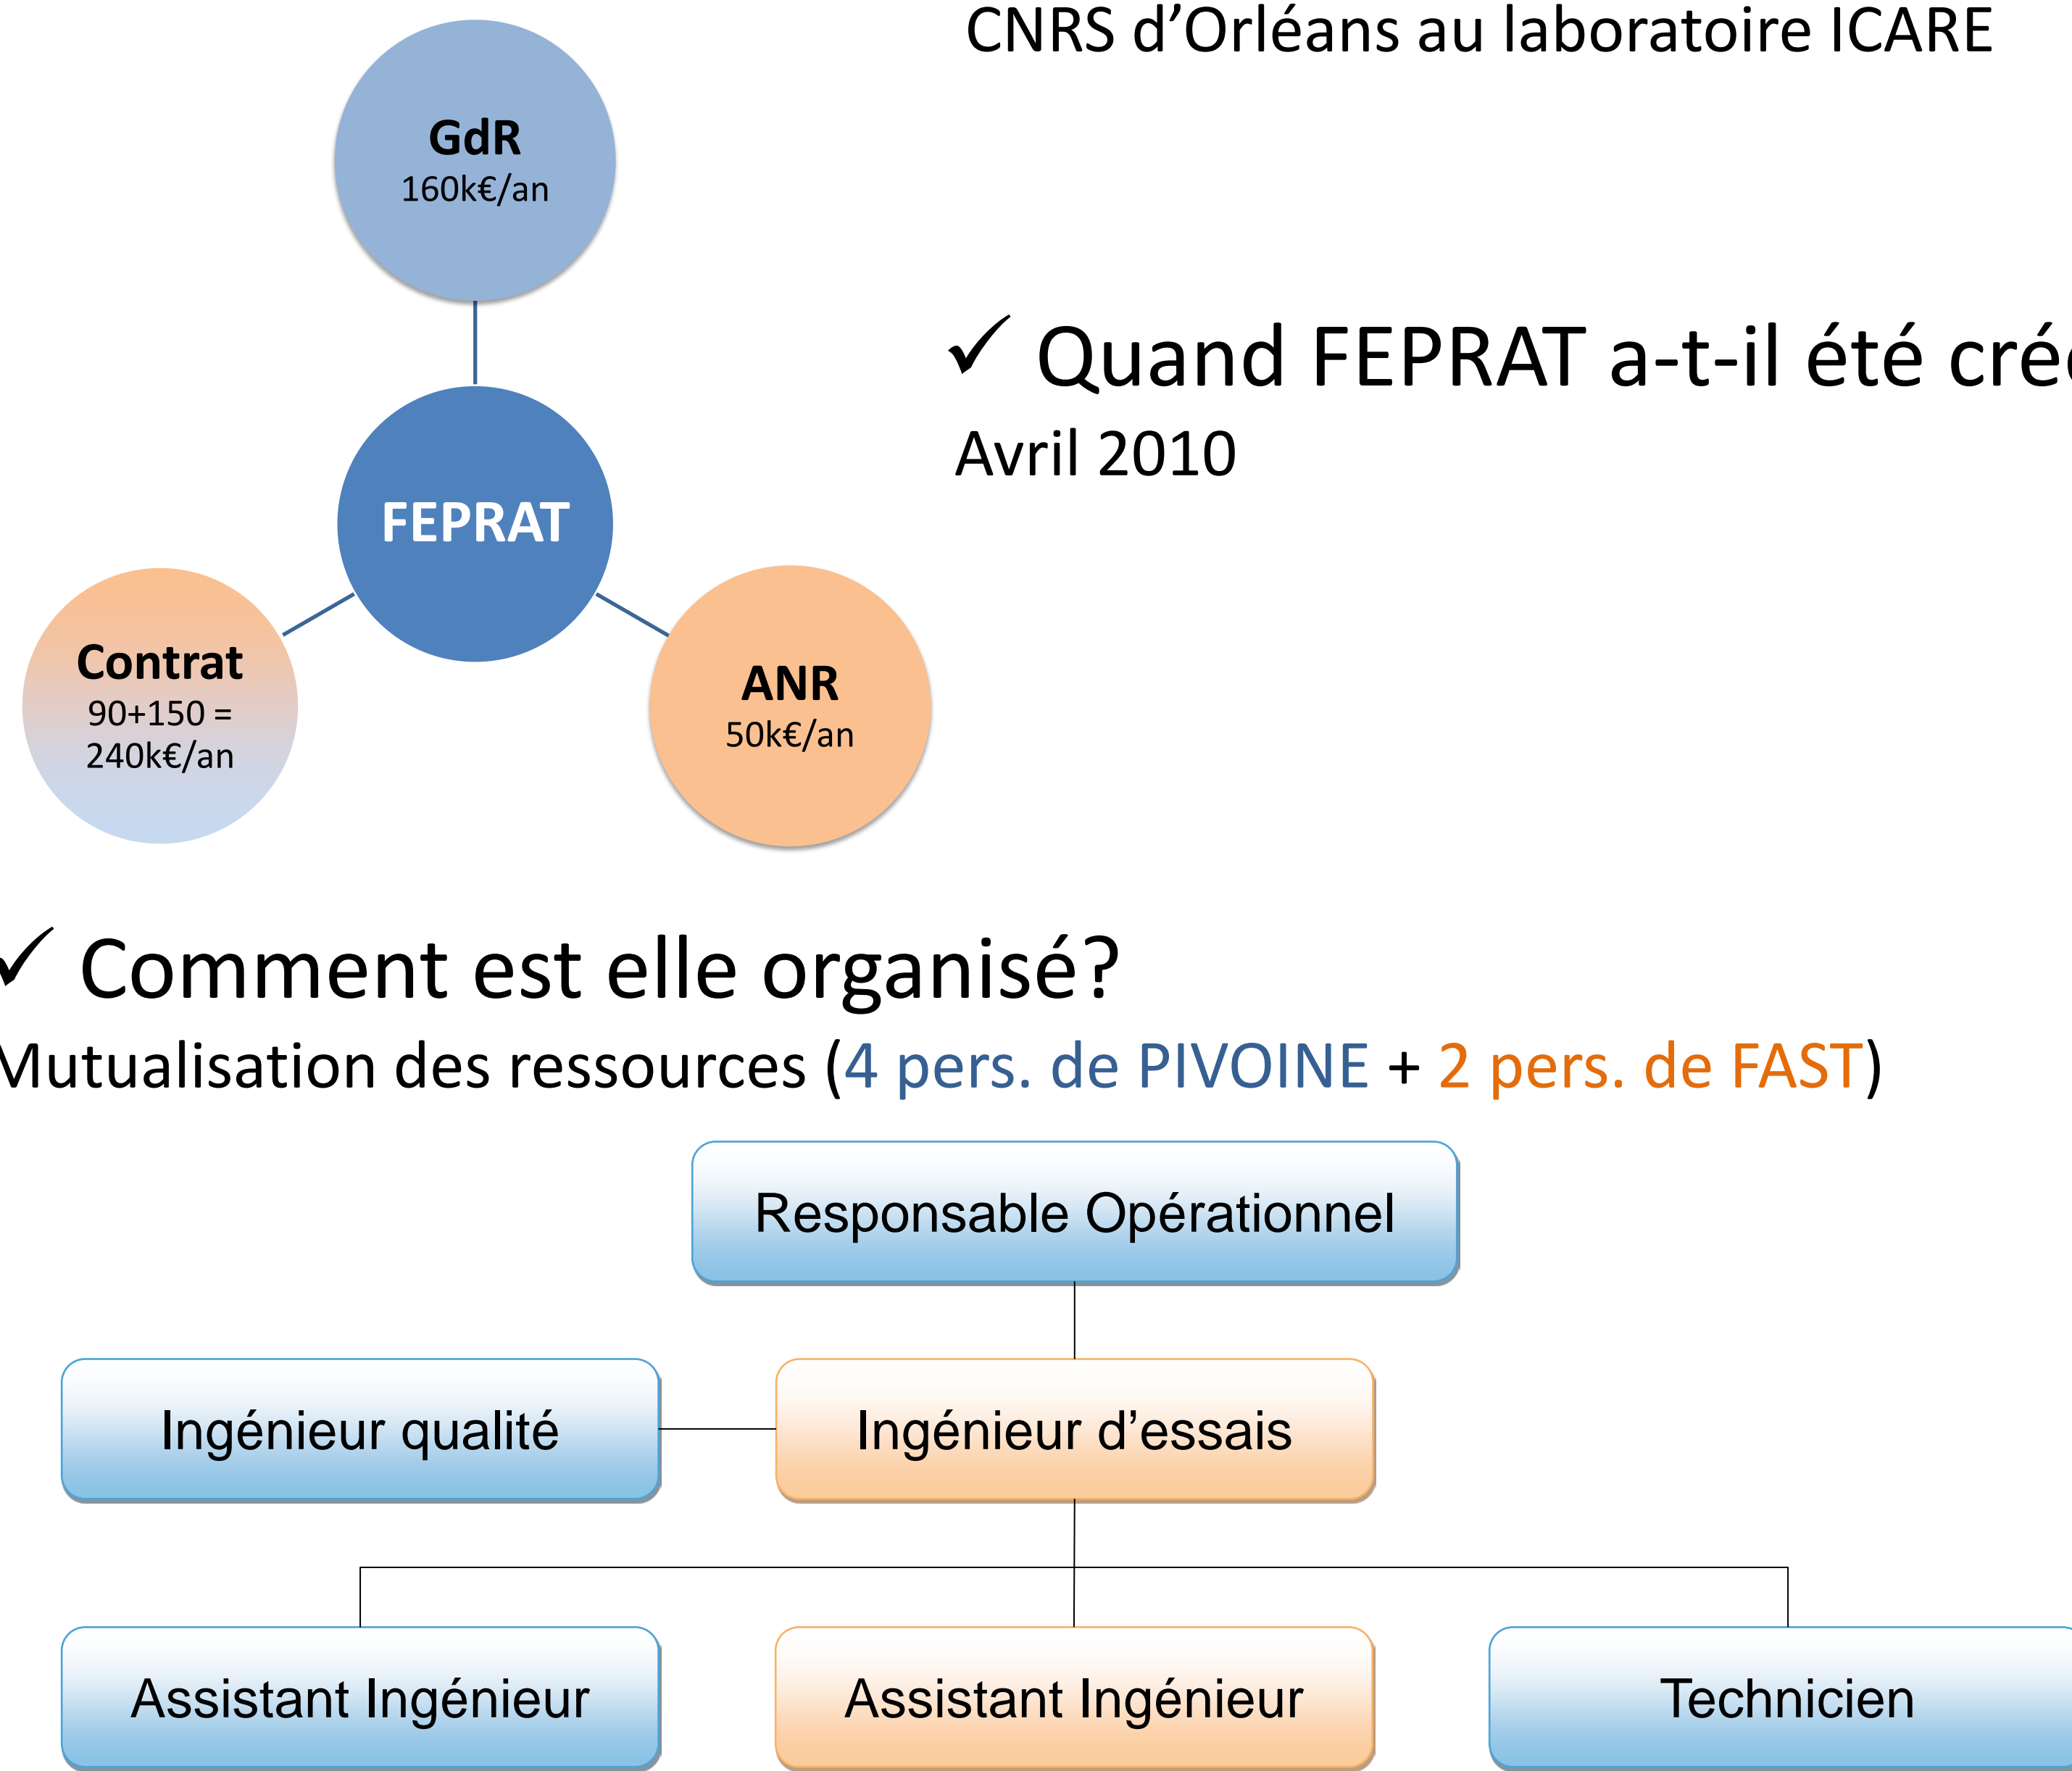 CNRS d’Orléans au laboratoire ICARE
GdR
160k€/an
FEPRAT
Contrat
90+150 =
240k€/an
ANR
50k€/an
✓ Quand FEPRAT a-t-il été cré
Avril 2010
✓ Comment est elle organisé?
Mutualisation des ressources (4 pers. de PIVOINE + 2 pers. de FAST)
Responsable Opérationnel
Ingénieur qualité
Ingénieur d’essais
Assistant Ingénieur
Assistant Ingénieur
Technicien